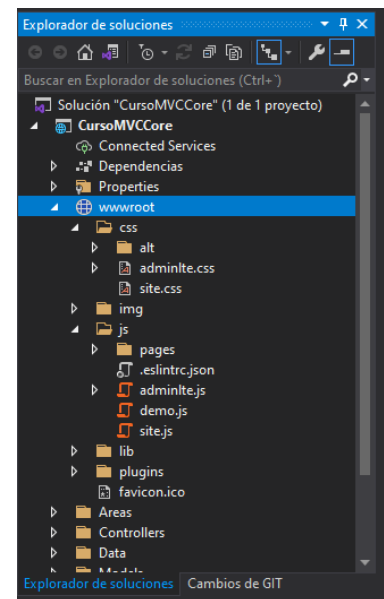 Explorador de soluciones
Buscar en Explorador de soluciones (Ctrl+`)
Solución "CursoMVCCore" (1 de 1 proyecto)
CursoMVCCore
Connected Services
Dependencias
Properties
wwwroot
css
alt
adminlte.css
site.css
img
js
pages
.eslintrc.json
adminlte.js
demo.js
site.js
lib
plugins
favicon.ico
Areas
Controllers
Data
Models
Explorador de soluciones Cambios de GIT